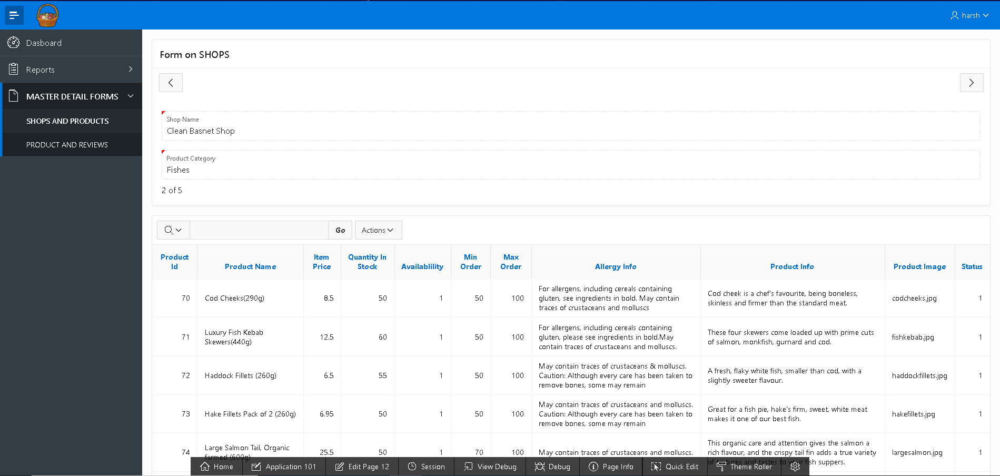 harsh
Dasboard
Reports
MASTER DETAIL FORMS
SHOPS AND PRODUCTS
PRODUCT AND REVIEWS
Form on SHOPS
Shop Name
Clean Basnet Shop
Product Category
Fishes
2 of 5
Go
Actions
Product Id
Product Name
Item Price
Quantity In Stock
Availablility
Min Order
Max Order
Allergy Info
Product Info
Product Image
Status
70
Cod Cheeks(290g)
8.5
50
1
50
100
For allergens, including cereals containing
gluten, see ingredients in bold. May contain
traces of crustaceans and molluscs
Cod cheek is a chef's favourite, being boneless,
skinless and firmer than the standard meat.
codcheeks.jpg
1
71
Luxury Fish Kebab
Skewers(440g)
12.5
60
1
50
100
For allergens, including cereals containing
gluten, please see ingredients in bold.May
contain traces of crustaceans and molluscs.
These four skewers come loaded up with prime cuts
of salmon, monkfish, gurnard and cod.
fishkebab.jpg
1
72
Haddock Fillets (260g)
6.5
55
1
50
100
May contain traces of crustaceans & molluscs.
Caution: Although every care has been taken to
remove bones, some may remain
A fresh, flaky white fish, smaller than cod, with a
slightly sweeter flavour.
haddockfillets.jpg
1
73
Hake Fillets Pack of 2 (260g)
6.95
50
1
50
100
May contain traces of crustaceans and molluscs.
Caution: Although every care has been taken to
remove bones, some may remain
Great for a fish pie, hake's firm, sweet, white meat
makes it one of our best fish.
hakefillets.jpg
1
74
Large Salmon Tail, Organic
farmed (600g)
25.5
50
1
70
100
May contain traces of crustaceans and molluscs.
This organic care and attention gives the salmon a
rich flavour, and the crispy tail fin adds a true variety
of textures and tastes to your fish suppers.
largesalmon.jpg
1
Home
Application 101
Edit Page 12
Session
View Debug
Debug
Page Info
Quick Edit
Theme Roller